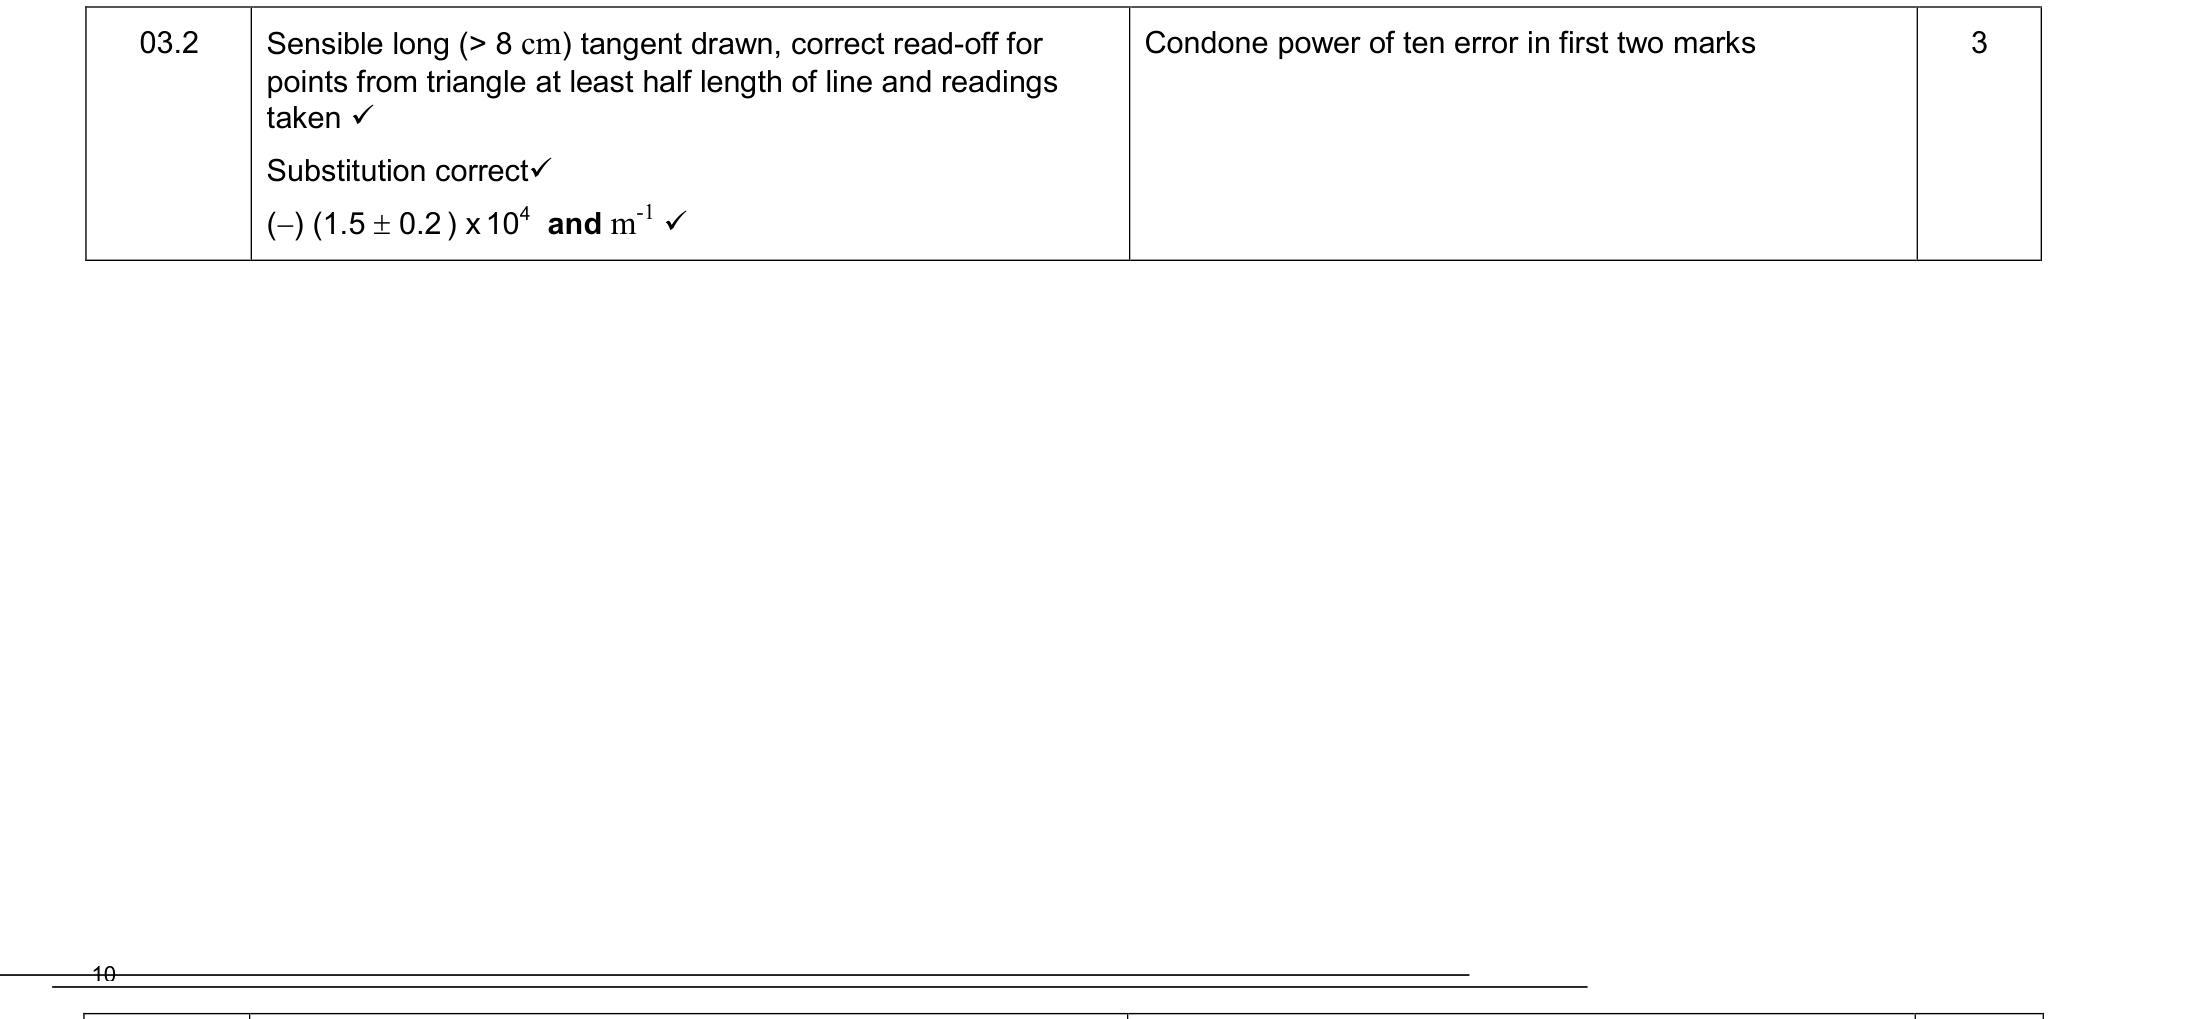 03.2
Sensible long (> 8 cm) tangent drawn, correct read-off for
points from triangle at least half length of line and readings
taken ✓
Substitution correct✓
(–) (1.5 ± 0.2 ) x 10⁴ and m⁻¹ ✓
Condone power of ten error in first two marks
3
10